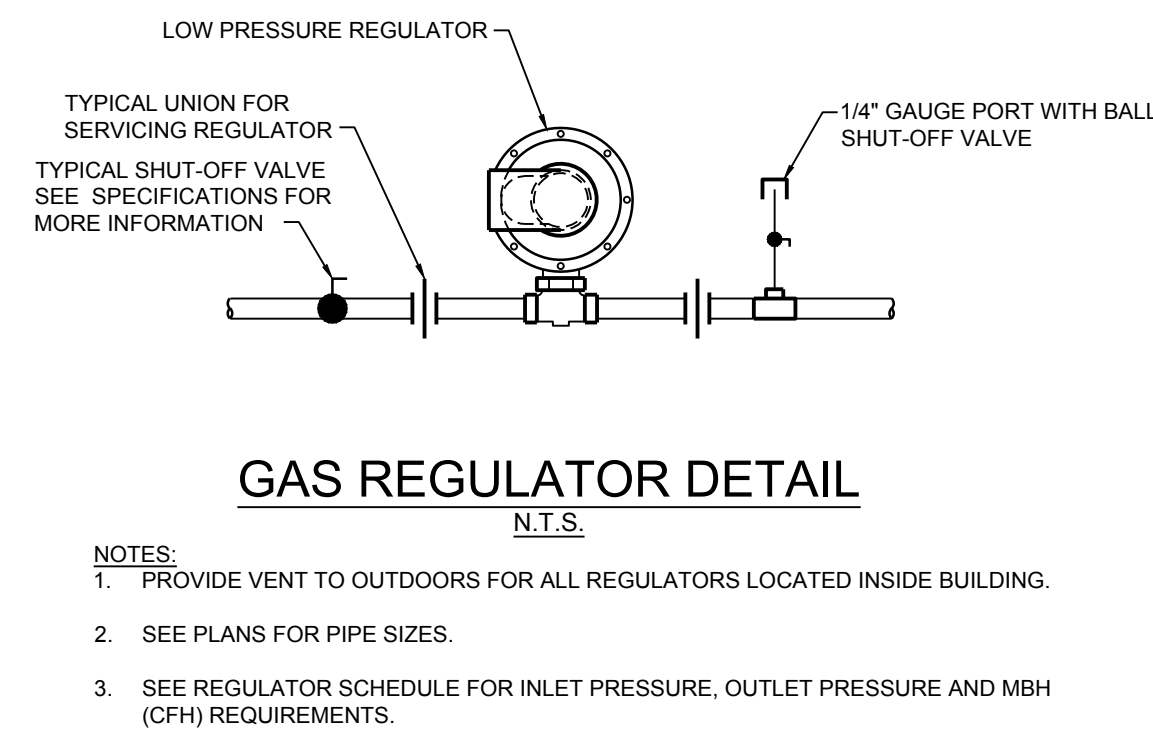 LOW PRESSURE REGULATOR
TYPICAL UNION FOR
SERVICING REGULATOR
TYPICAL SHUT-OFF VALVE
SEE SPECIFICATIONS FOR
MORE INFORMATION
1/4" GAUGE PORT WITH BALL
SHUT-OFF VALVE
GAS REGULATOR DETAIL
N.T.S.
NOTES:
1. PROVIDE VENT TO OUTDOORS FOR ALL REGULATORS LOCATED INSIDE BUILDING.
2. SEE PLANS FOR PIPE SIZES.
3. SEE REGULATOR SCHEDULE FOR INLET PRESSURE, OUTLET PRESSURE AND MBH
(CFH) REQUIREMENTS.